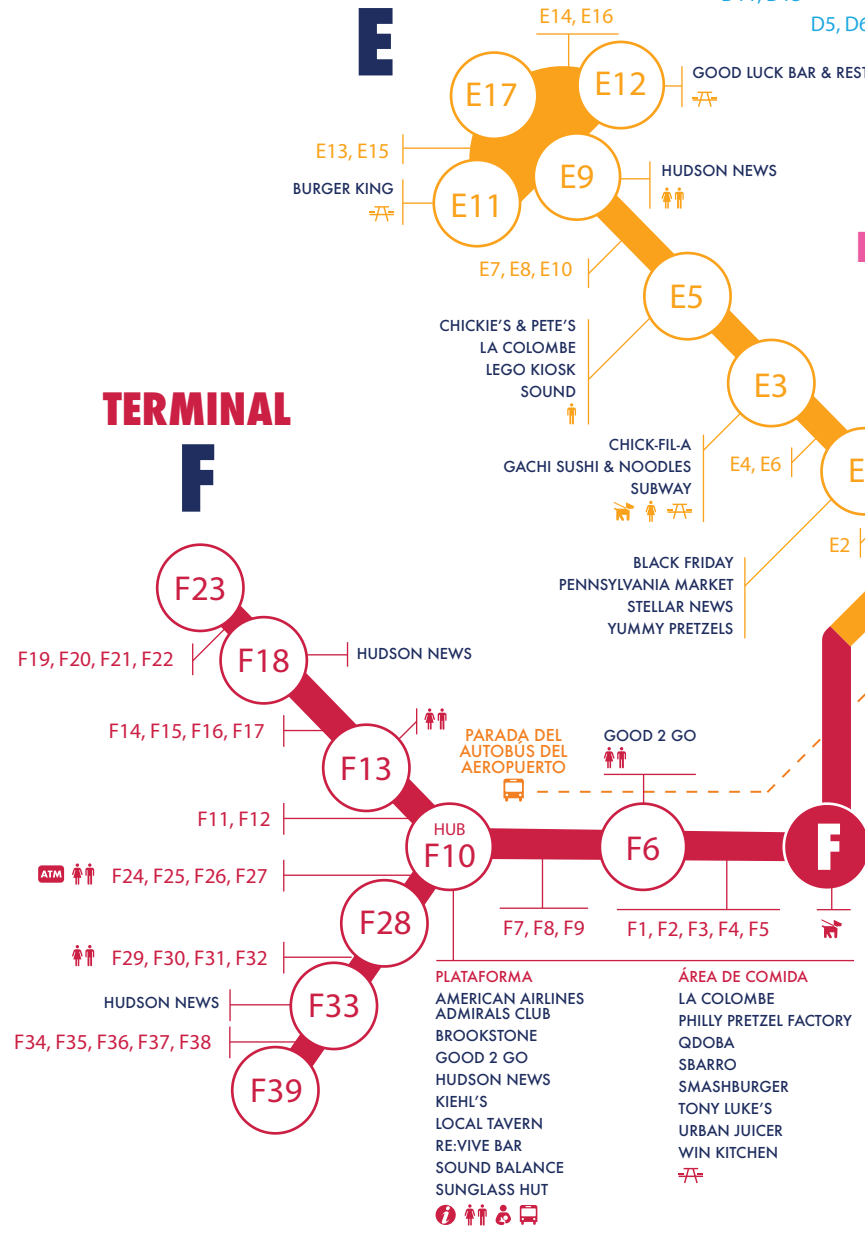 E
E14, E16
D5, D6
E17
E12
GOOD LUCK BAR & REST
E13, E15
BURGER KING
E11
E9
HUDSON NEWS
E7, E8, E10
E5
CHICKIE'S & PETE'S
LA COLOMBE
LEGO KIOSK
SOUND
E3
CHICK-FIL-A
GACHI SUSHI & NOODLES
SUBWAY
E4, E6
E
E2
BLACK FRIDAY
PENNSYLVANIA MARKET
STELLAR NEWS
YUMMY PRETZELS
TERMINAL
F
F23
F19, F20, F21, F22
F18
HUDSON NEWS
F14, F15, F16, F17
F13
F11, F12
PARADA DEL
AUTOBÚS DEL
AEROPUERTO
GOOD 2 GO
HUB
F10
F6
F
ATM
F24, F25, F26, F27
F28
F7, F8, F9
F1, F2, F3, F4, F5
F29, F30, F31, F32
HUDSON NEWS
F33
F34, F35, F36, F37, F38
F39
PLATAFORMA
AMERICAN AIRLINES
ADMIRALS CLUB
BROOKSTONE
GOOD 2 GO
HUDSON NEWS
KIEHL'S
LOCAL TAVERN
RE:VIVE BAR
SOUND BALANCE
SUNGLASS HUT
i
ÁREA DE COMIDA
LA COLOMBE
PHILLY PRETZEL FACTORY
QDOBA
SBARRO
SMASHBURGER
TONY LUKE'S
URBAN JUICER
WIN KITCHEN